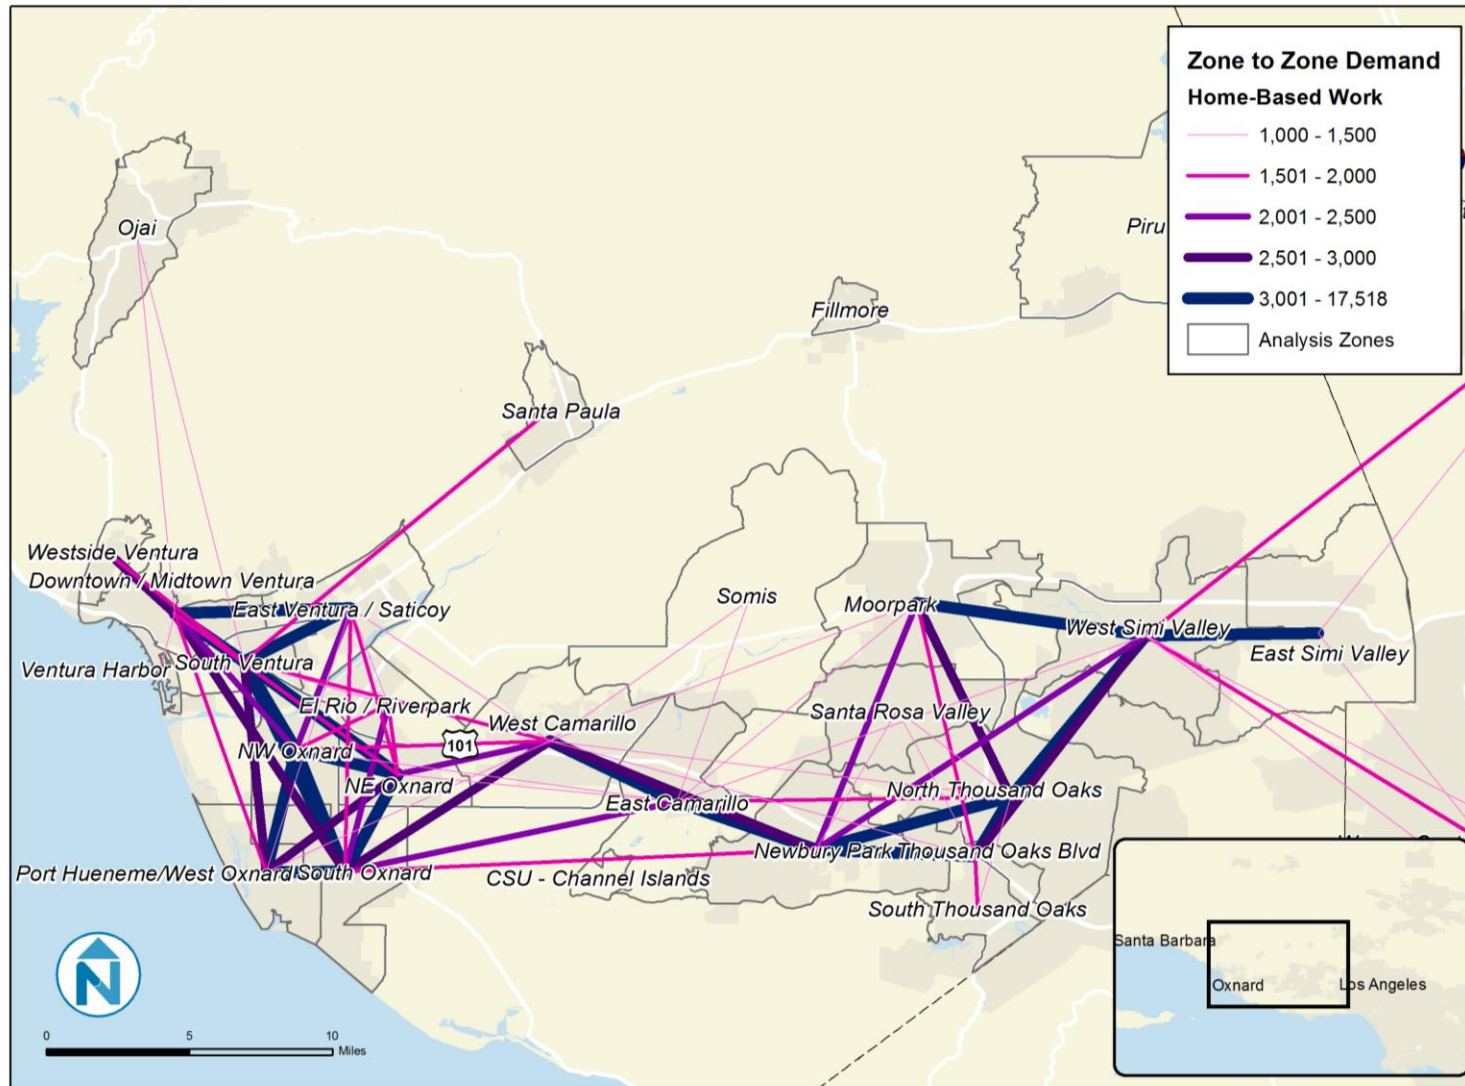 Zone to Zone Demand
Home-Based Work
1,000 - 1,500
1,501 - 2,000
2,001 - 2,500
2,501 - 3,000
3,001 - 17,518
Analysis Zones
Ojai
Piru
Fillmore
Santa Paula
Westside Ventura
Downtown / Midtown Ventura
East Ventura / Saticoy
Somis
Moorpark
West Simi Valley
East Simi Valley
Ventura Harbor
South Ventura
El Rio / Riverpark
Santa Rosa Valley
West Camarillo
101
NW Oxnard
NE Oxnard
East Camarillo
North Thousand Oaks
Newbury Park
Thousand Oaks Blvd
Port Hueneme/West Oxnard
South Oxnard
CSU - Channel Islands
South Thousand Oaks
N
0 5 10
Miles
Santa Barbara
Oxnard
Los Angeles